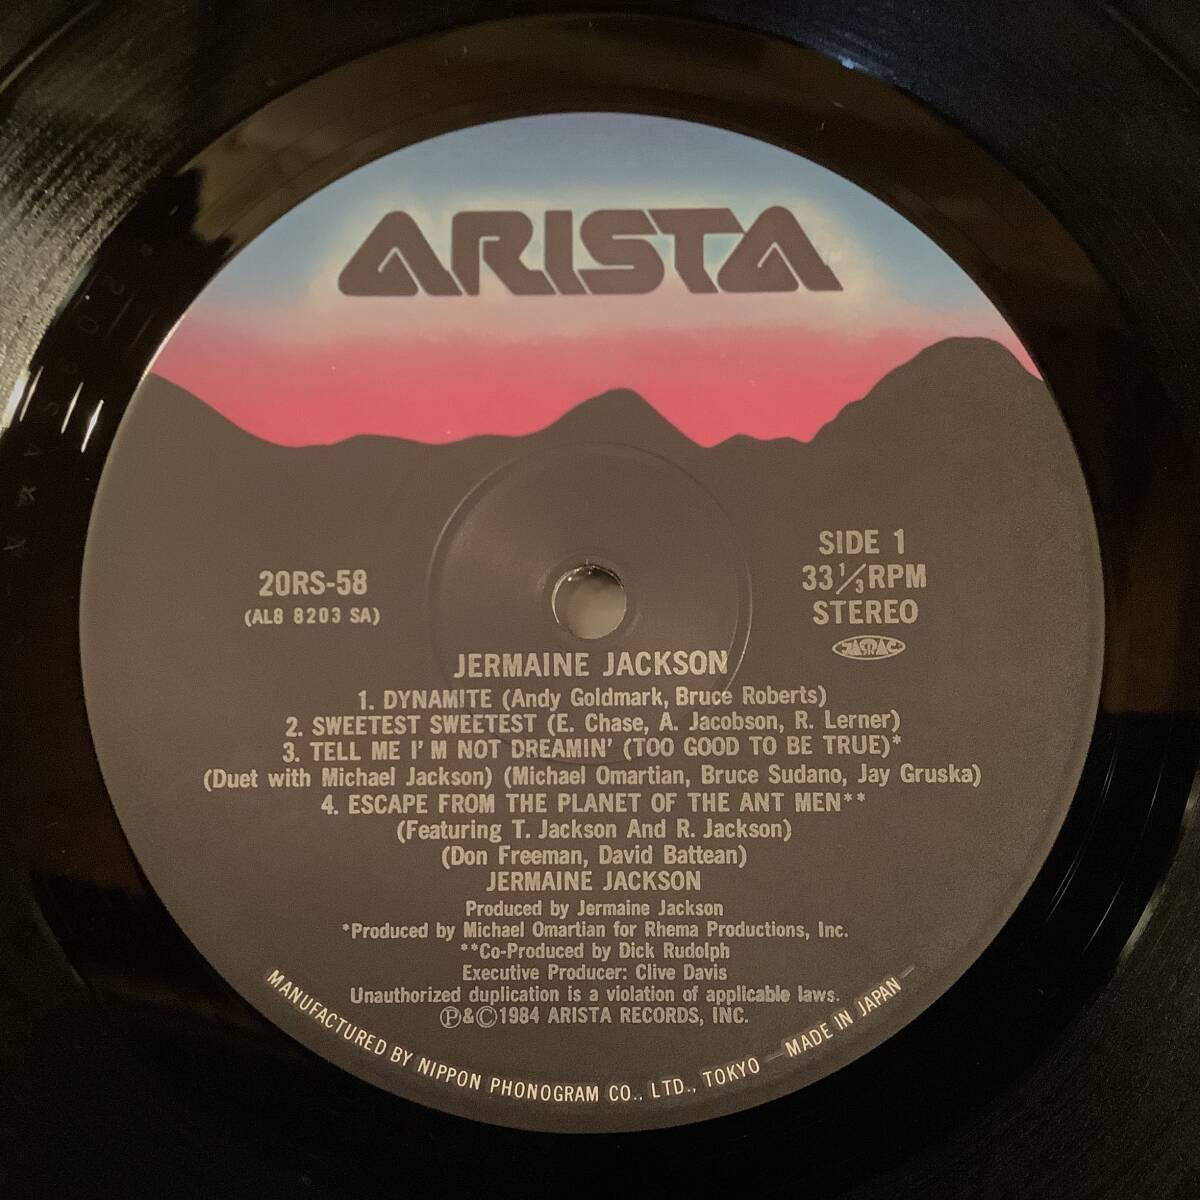 ARISTA
SIDE 1
33 1/3 RPM
STEREO
JASRAC
20RS-58
(AL8 8203 SA)
JERMAINE JACKSON
1. DYNAMITE (Andy Goldmark, Bruce Roberts)
2. SWEETEST SWEETEST (E. Chase, A. Jacobson, R. Lerner)
3. TELL ME I'M NOT DREAMIN' (TOO GOOD TO BE TRUE)*
(Duet with Michael Jackson) (Michael Omartian, Bruce Sudano, Jay Gruska)
4. ESCAPE FROM THE PLANET OF THE ANT MEN**
(Featuring T. Jackson And R. Jackson)
(Don Freeman, David Battean)
JERMAINE JACKSON
Produced by Jermaine Jackson
*Produced by Michael Omartian for Rhema Productions, Inc.
**Co-Produced by Dick Rudolph
Executive Producer: Clive Davis
Unauthorized duplication is a violation of applicable laws.
℗&©1984 ARISTA RECORDS, INC.
MANUFACTURED BY NIPPON PHONOGRAM CO., LTD., TOKYO — MADE IN JAPAN —